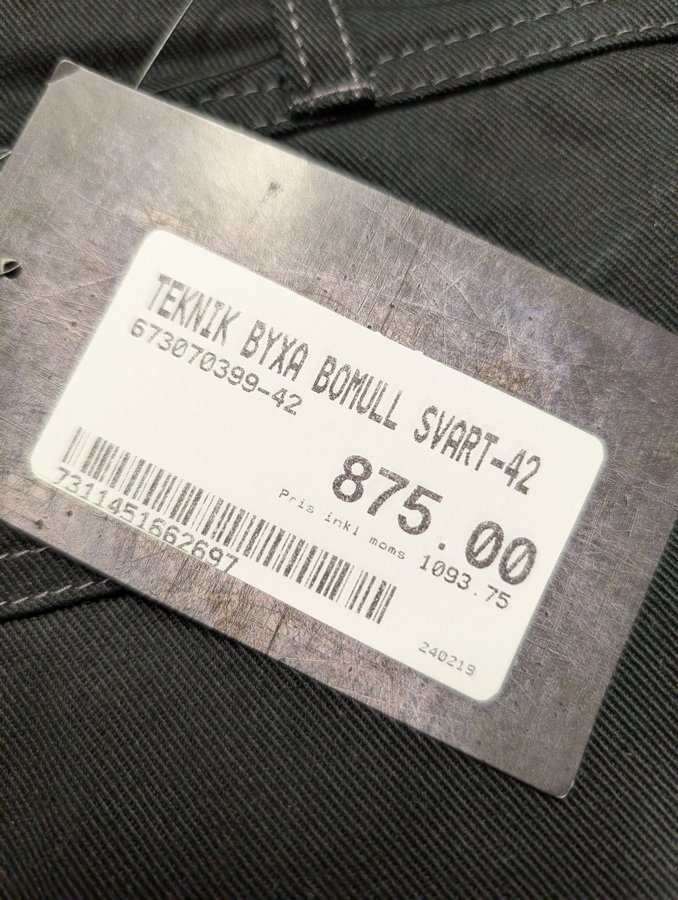 TEKNIK BYXA BOMULL SVART-42
673070399-42
875.00
Pris inkl moms 1093.75
7311451662697
240219